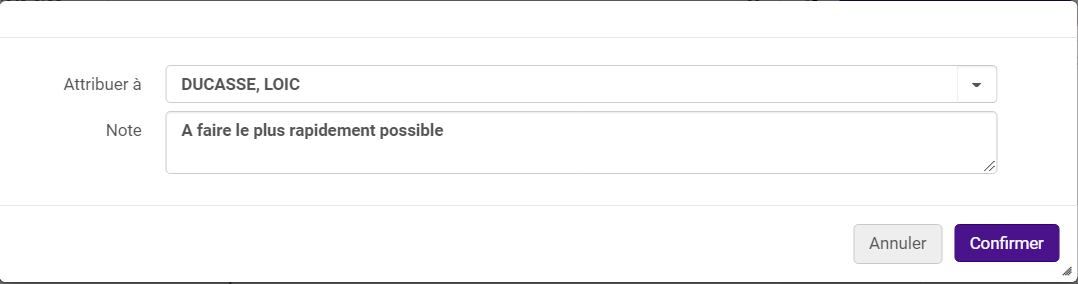 Attribuer à DUCASSE, LOIC
Note A faire le plus rapidement possible
Annuler Confirmer